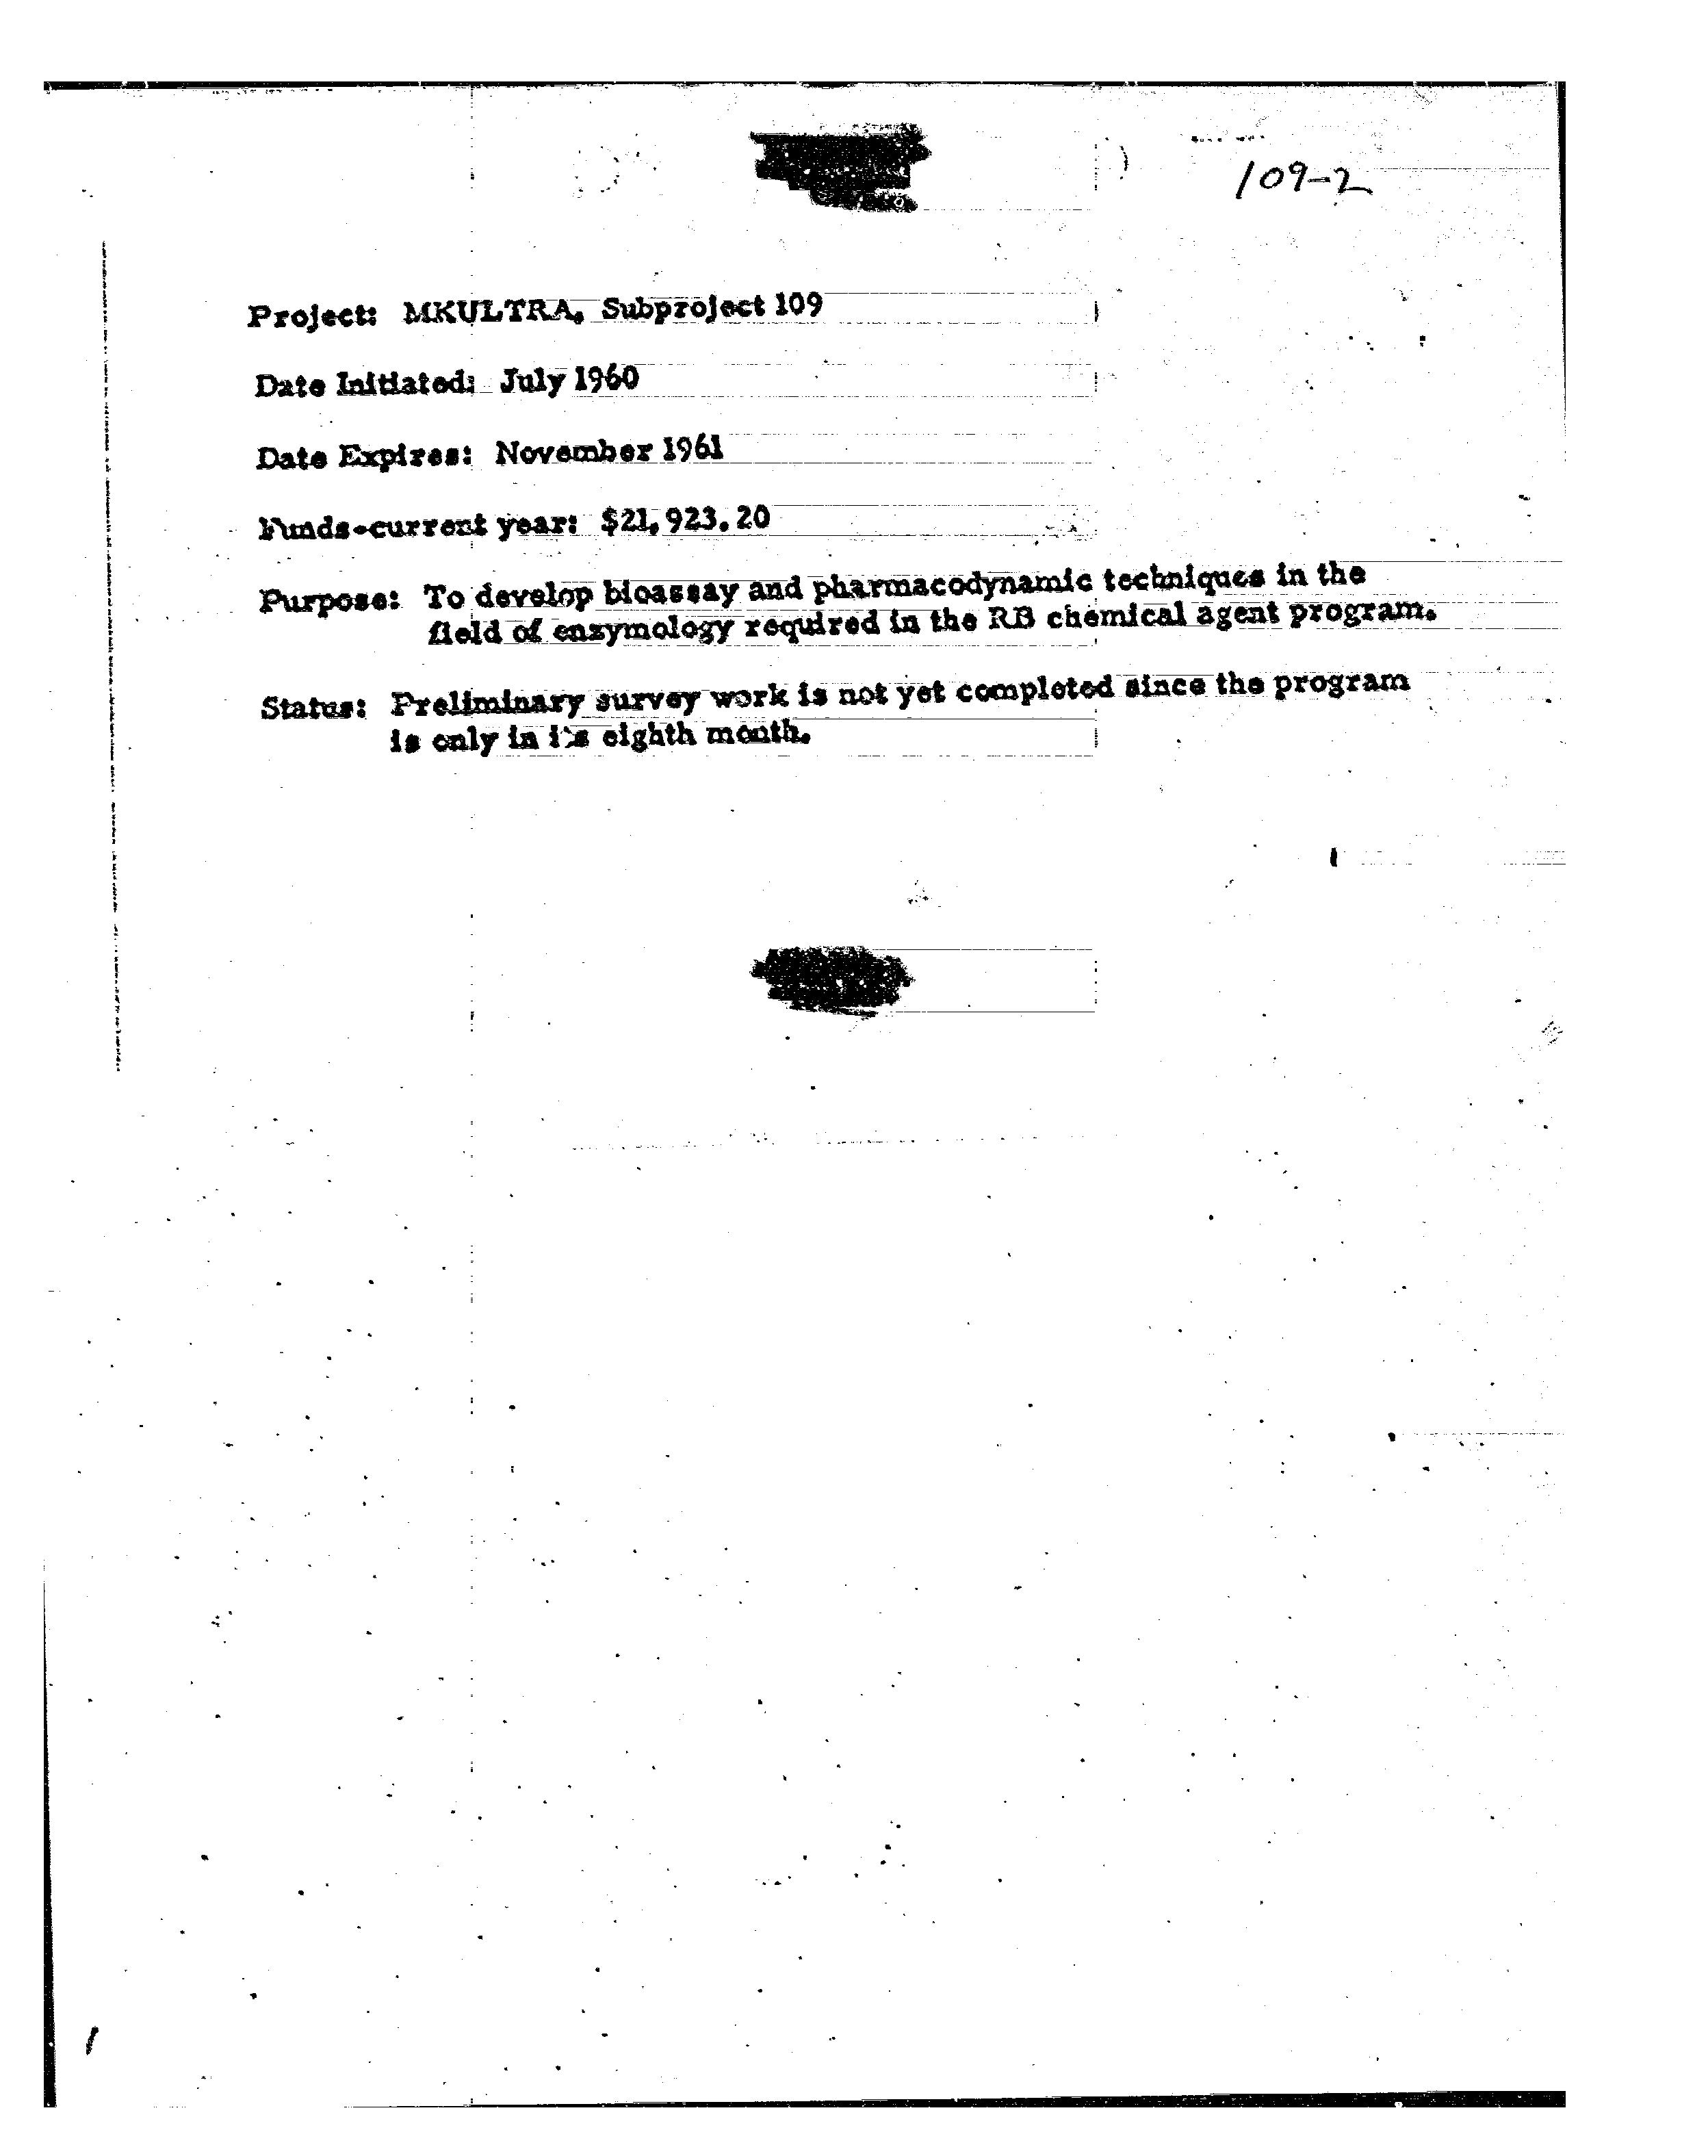 109-2
Project: MKULTRA, Subproject 109
Date Initiated: July 1960
Date Expires: November 1961
Funds-current year: $21,923.20
Purpose: To develop bioassay and pharmacodynamic techniques in the
field of enzymology required in the RB chemical agent program.
Status: Preliminary survey work is not yet completed since the program
is only in its eighth month.